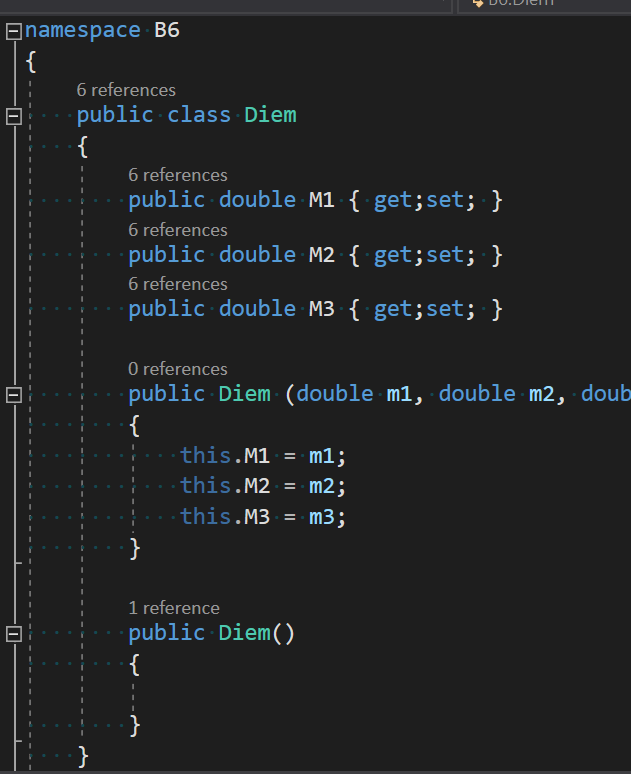 B6.Diem
namespace B6
{
6 references
public class Diem
{
6 references
public double M1 { get;set; }
6 references
public double M2 { get;set; }
6 references
public double M3 { get;set; }
0 references
public Diem (double m1, double m2, doub
{
this.M1 = m1;
this.M2 = m2;
this.M3 = m3;
}
1 reference
public Diem()
{
}
}